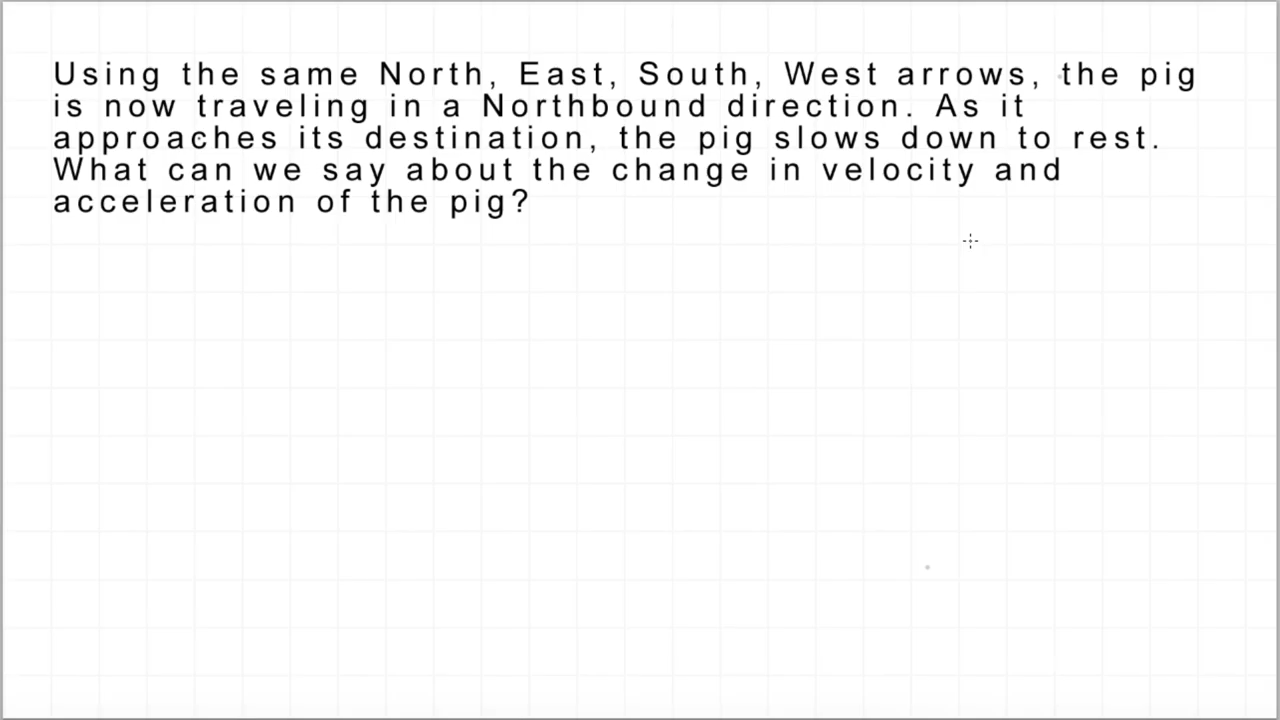 Using the same North, East, South, West arrows, the pig
is now traveling in a Northbound direction. As it
approaches its destination, the pig slows down to rest.
What can we say about the change in velocity and
acceleration of the pig?